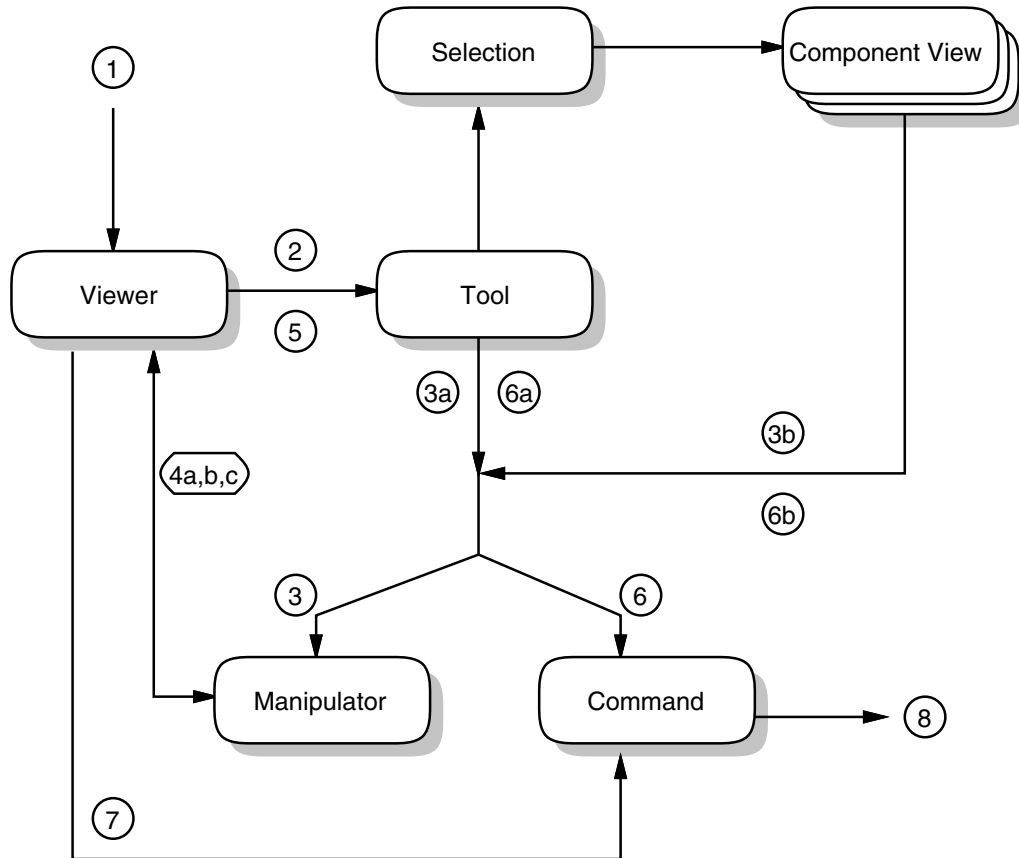 Selection
Component View
1
2
Viewer
Tool
5
3a
6a
3b
4a,b,c
6b
3
6
Manipulator
Command
8
7